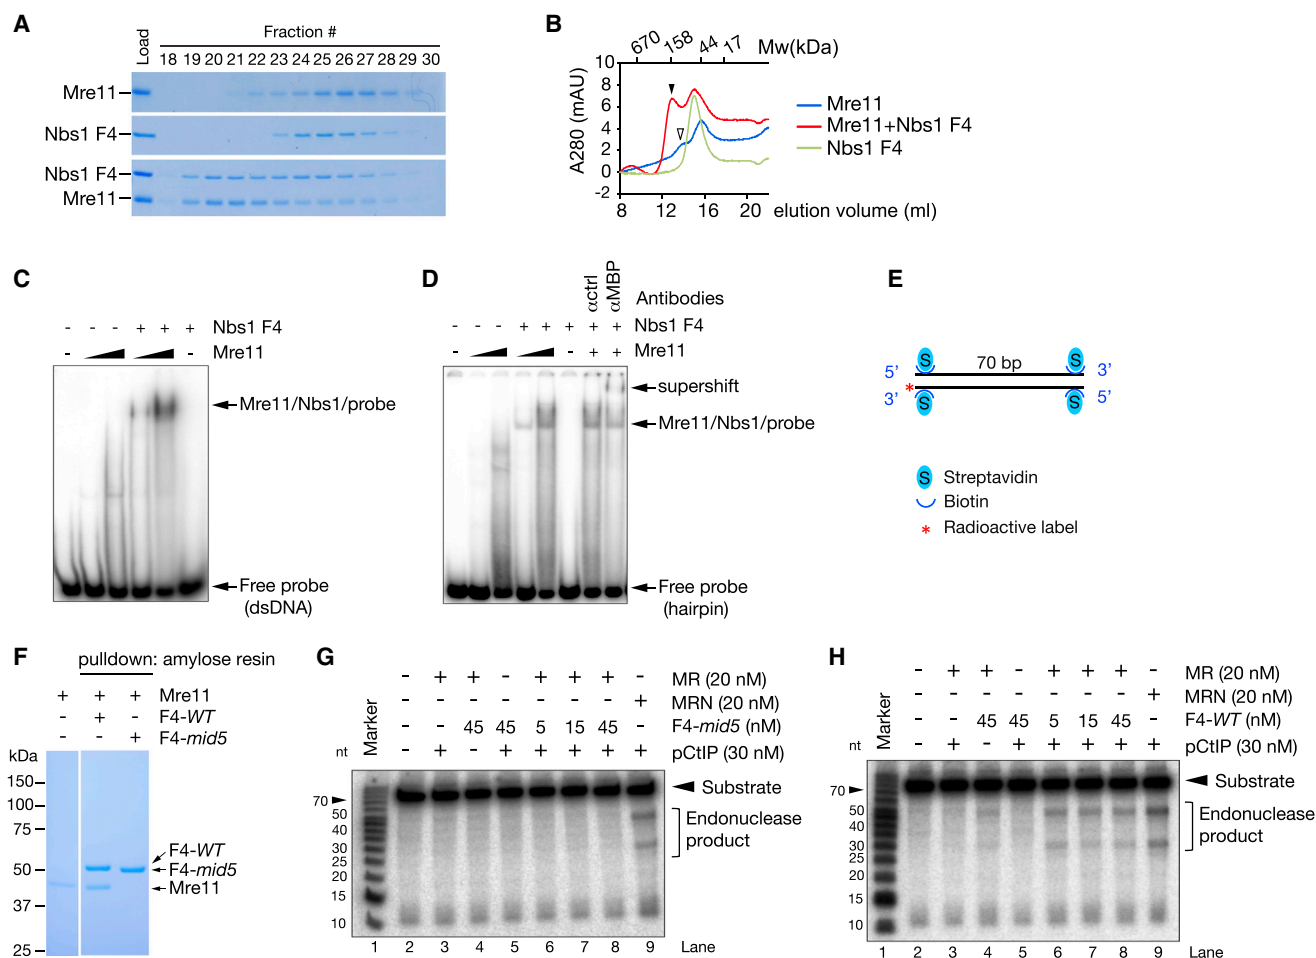 A
Fraction #
Load
18 19 20 21 22 23 24 25 26 27 28 29 30
Mre11
Nbs1 F4
Nbs1 F4
Mre11
B
670 158 44 17 Mw(kDa)
A280 (mAU)
10
8
6
4
2
0
-2
8 12 16 20 elution volume (ml)
Mre11
Mre11+Nbs1 F4
Nbs1 F4
C
- - - + + + Nbs1 F4
- - Mre11
Mre11/Nbs1/probe
Free probe
(dsDNA)
D
αctrl
αMBP
Antibodies
- - - + + + + + Nbs1 F4
- - + + Mre11
supershift
Mre11/Nbs1/probe
Free probe
(hairpin)
E
S S
5’ 70 bp 3’
* 3’ 5’
S S
S Streptavidin
Biotin
* Radioactive label
F
pulldown: amylose resin
+ + + Mre11
- + - F4-WT
- - + F4-mid5
kDa
150
100
75
50
37
25
F4-WT
F4-mid5
Mre11
G
Marker
- + + - + + + - MR (20 nM)
- - - - - - - + MRN (20 nM)
- - 45 45 5 15 45 - F4-mid5 (nM)
- + - + + + + + pCtIP (30 nM)
nt
70
50
40
30
25
20
15
10
Substrate
Endonuclease
product
1 2 3 4 5 6 7 8 9 Lane
H
Marker
- + + - + + + - MR (20 nM)
- - - - - - - + MRN (20 nM)
- - 45 45 5 15 45 - F4-WT (nM)
- + - + + + + + pCtIP (30 nM)
nt
70
50
40
30
25
20
15
10
Substrate
Endonuclease
product
1 2 3 4 5 6 7 8 9 Lane